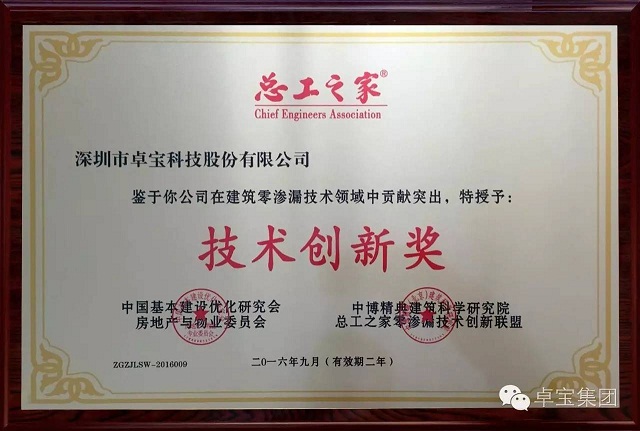 总工之家®
Chief Engineers Association
深圳市卓宝科技股份有限公司
鉴于你公司在建筑零渗漏技术领域中贡献突出，特授予：
技术创新奖
中国基本建设优化研究会
房地产与物业委员会
中博精典建筑科学研究院
总工之家零渗漏技术创新联盟
ZGZJLSW-2016009
二〇一六年九月（有效期二年）
卓宝集团